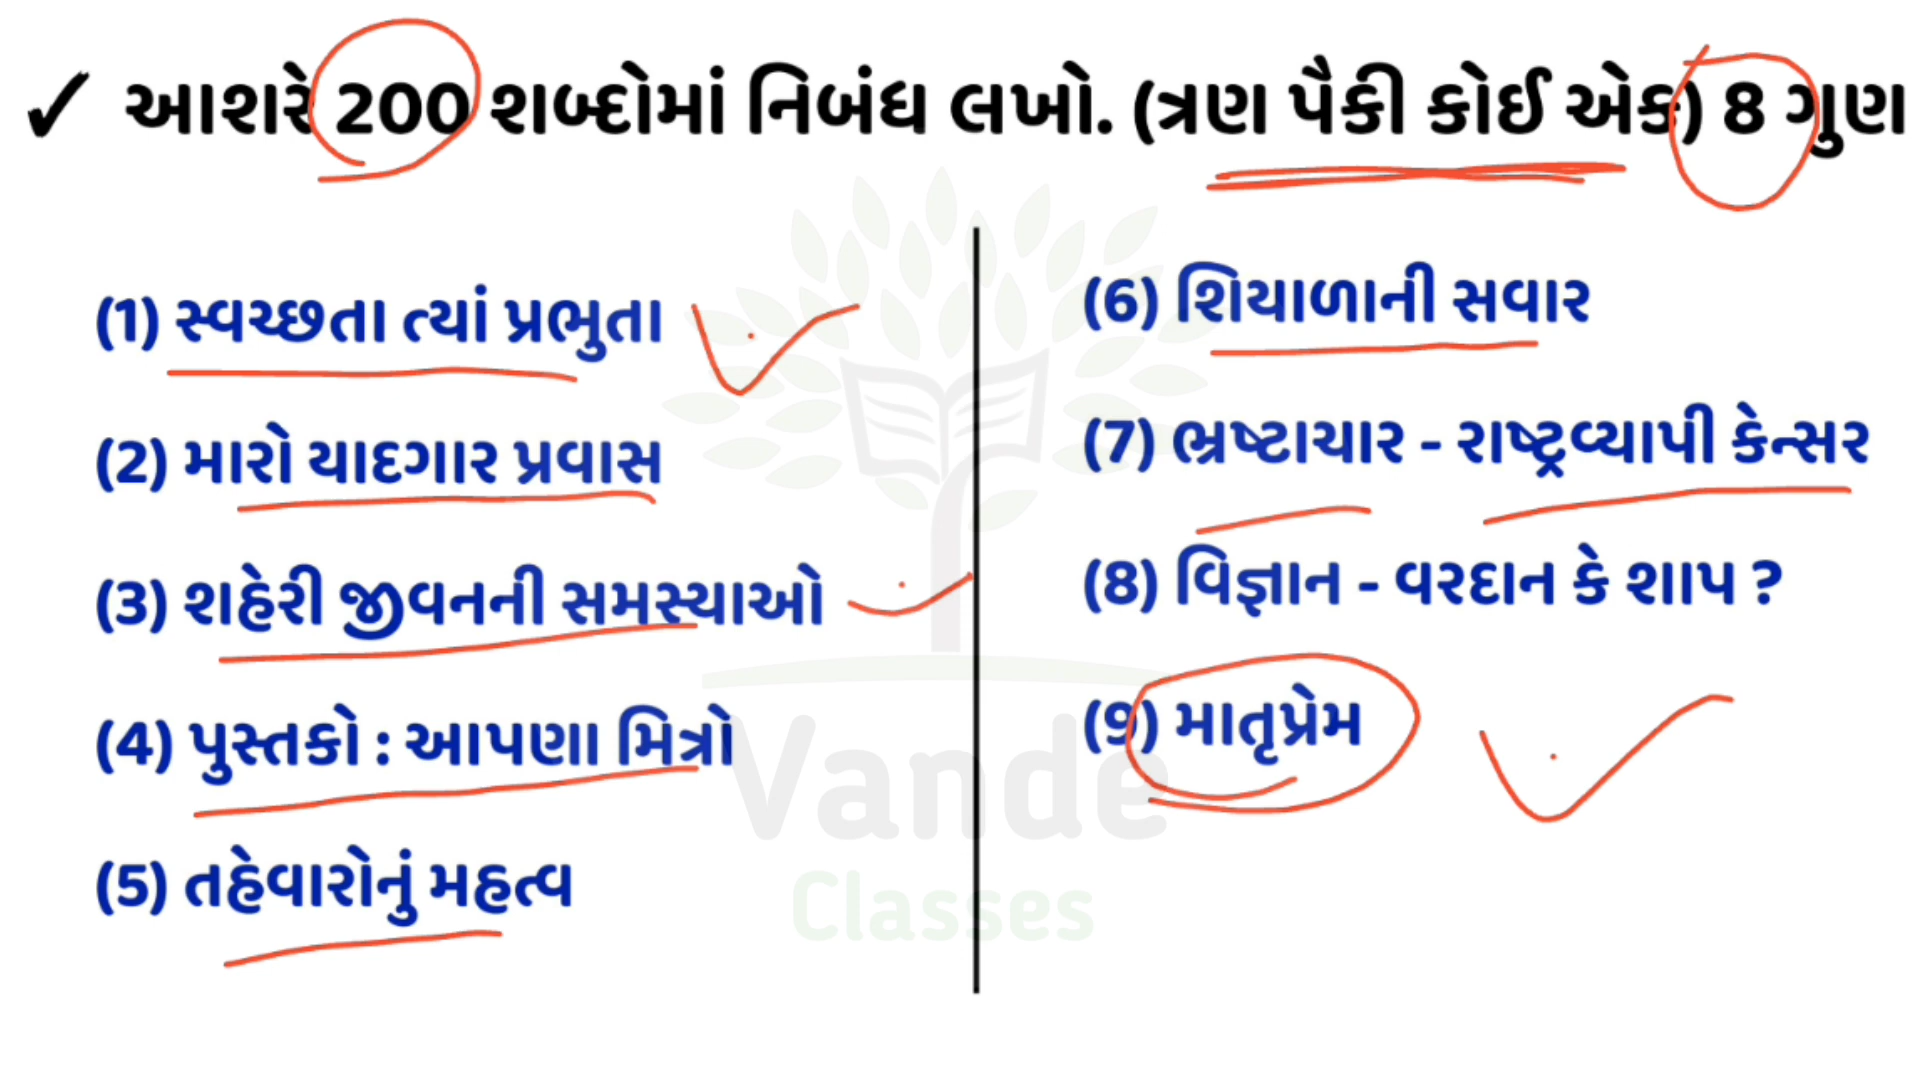 ✓ આશરે 200 શબ્દોમાં નિબંધ લખો. (ત્રણ પૈકી કોઈ એક) 8 ગુણ
(1) સ્વચ્છતા ત્યાં પ્રભુતા
(2) મારો યાદગાર પ્રવાસ
(3) શહેરી જીવનની સમસ્યાઓ
(4) પુસ્તકો : આપણા મિત્રો
(5) તહેવારોનું મહત્વ
(6) શિયાળાની સવાર
(7) ભ્રષ્ટાચાર - રાષ્ટ્રવ્યાપી કેન્સર
(8) વિજ્ઞાન - વરદાન કે શાપ ?
(9) માતૃપ્રેમ
Vande
Classes